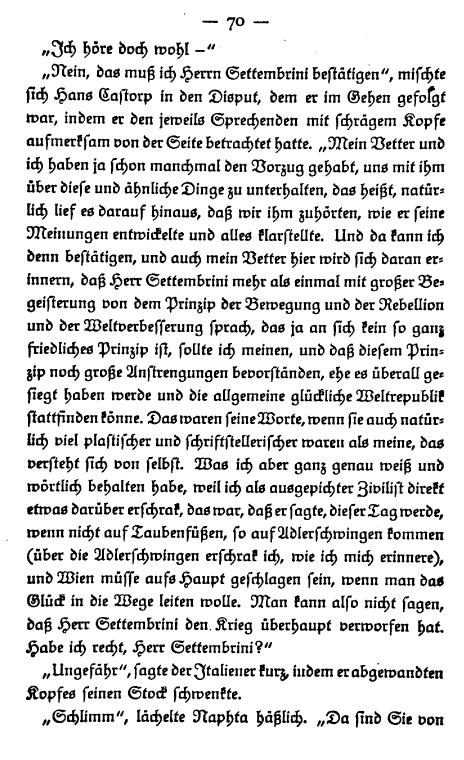 — 70 —
„Ich höre doch wohl –“
„Nein, das muß ich Herrn Settembrini bestätigen“, mischte
sich Hans Castorp in den Disput, dem er im Gehen gefolgt
war, indem er den jeweils Sprechenden mit schrägem Kopfe
aufmerksam von der Seite betrachtet hatte. „Mein Vetter und
ich haben ja schon manchmal den Vorzug gehabt, uns mit ihm
über diese und ähnliche Dinge zu unterhalten, das heißt, natür-
lich lief es darauf hinaus, daß wir ihm zuhörten, wie er seine
Meinungen entwickelte und alles klarstellte. Und da kann ich
denn bestätigen, und auch mein Vetter hier wird sich daran er-
innern, daß Herr Settembrini mehr als einmal mit großer Be-
geisterung von dem Prinzip der Bewegung und der Rebellion
und der Weltverbesserung sprach, das ja an sich kein so ganz
friedliches Prinzip ist, sollte ich meinen, und daß diesem Prin-
zip noch große Anstrengungen bevorständen, ehe es überall ge-
siegt haben werde und die allgemeine glückliche Weltrepublik
stattfinden könne. Das waren seine Worte, wenn sie auch natür-
lich viel plastischer und schriftstellerischer waren als meine, das
versteht sich von selbst. Was ich aber ganz genau weiß und
wörtlich behalten habe, weil ich als ausgepichter Zivilist direkt
etwas darüber erschrak, das war, daß er sagte, dieser Tag werde,
wenn nicht auf Taubenfüßen, so auf Adlerschwingen kommen
(über die Adlerschwingen erschrak ich, wie ich mich erinnere),
und Wien müsse aufs Haupt geschlagen sein, wenn man das
Glück in die Wege leiten wolle. Man kann also nicht sagen,
daß Herr Settembrini den Krieg überhaupt verworfen hat.
Habe ich recht, Herr Settembrini?“
„Ungefähr“, sagte der Italiener kurz, indem er abgewandten
Kopfes seinen Stock schwenkte.
„Schlimm“, lächelte Naphta häßlich. „Da sind Sie von